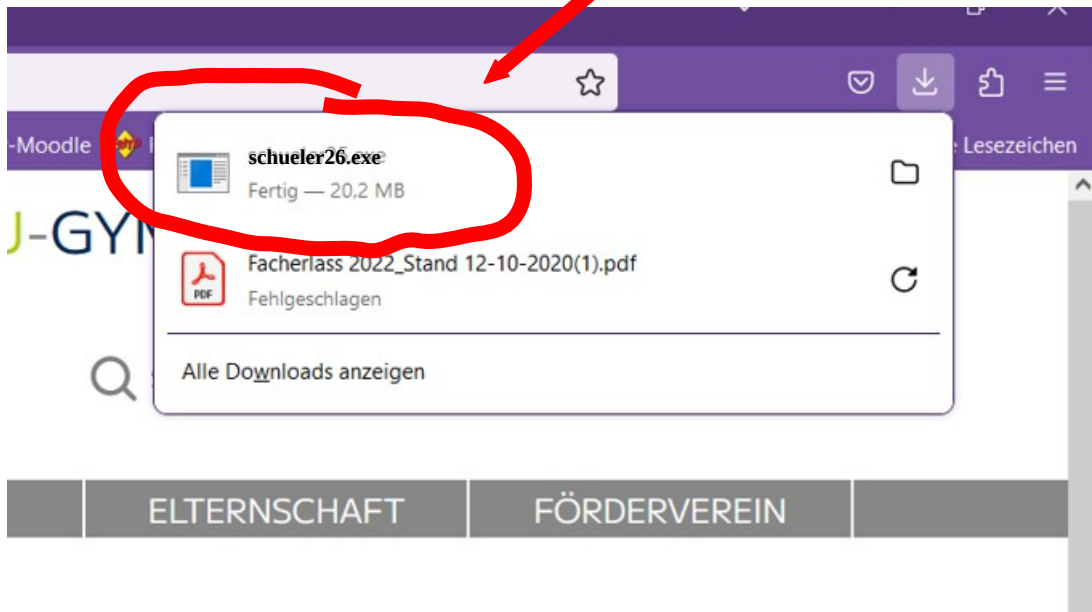 -Moodle
Lesezeichen
schueler26.exe
Fertig — 20,2 MB
J-GYM
Facherlass 2022_Stand 12-10-2020(1).pdf
PDF
Fehlgeschlagen
Alle Downloads anzeigen
ELTERNSCHAFT
FÖRDERVEREIN